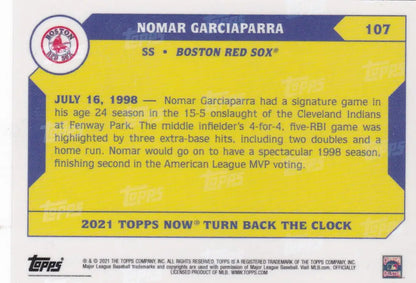 BOSTON
RED SOX
NOMAR GARCIAPARRA
107
SS • BOSTON RED SOX®
JULY 16, 1998 — Nomar Garciaparra had a signature game in
his age 24 season in the 15-5 onslaught of the Cleveland Indians
at Fenway Park. The middle infielder's 4-for-4, five-RBI game was
highlighted by three extra-base hits, including two doubles and a
home run. Nomar would go on to have a spectacular 1998 season,
finishing second in the American League MVP voting.
2021 TOPPS NOW® TURN BACK THE CLOCK
Topps
® & © 2021 THE TOPPS COMPANY, INC. ALL RIGHTS RESERVED. TOPPS IS A REGISTERED TRADEMARK OF THE TOPPS COMPANY, INC.
Major League Baseball trademarks and copyrights are used with permission of Major League Baseball. Visit MLB.com. OFFICIALLY
LICENSED PRODUCT OF MLB. WWW.TOPPS.COM